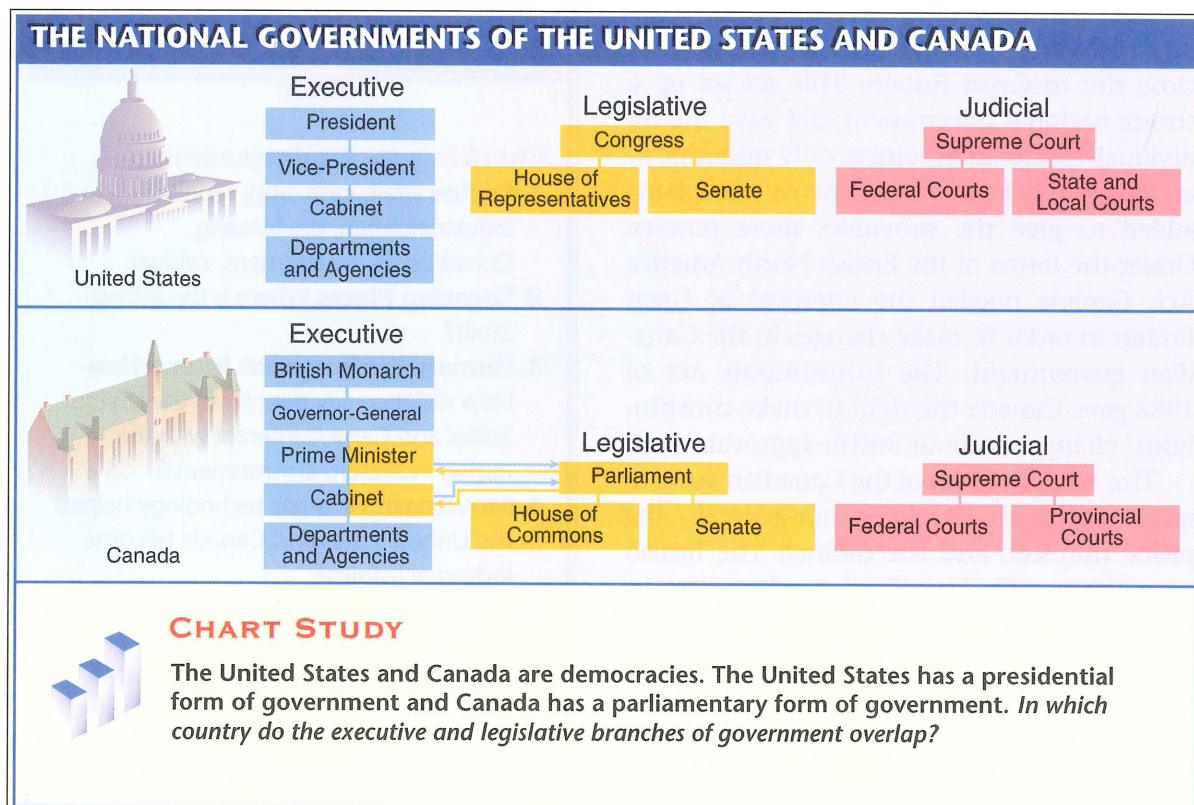 THE NATIONAL GOVERNMENTS OF THE UNITED STATES AND CANADA
Executive
President
Vice-President
Cabinet
Departments
and Agencies
Legislative
Congress
House of
Representatives
Senate
Judicial
Supreme Court
Federal Courts
State and
Local Courts
United States
Executive
British Monarch
Governor-General
Prime Minister
Cabinet
Departments
and Agencies
Legislative
Parliament
House of
Commons
Senate
Judicial
Supreme Court
Federal Courts
Provincial
Courts
Canada
CHART STUDY
The United States and Canada are democracies. The United States has a presidential
form of government and Canada has a parliamentary form of government. In which
country do the executive and legislative branches of government overlap?